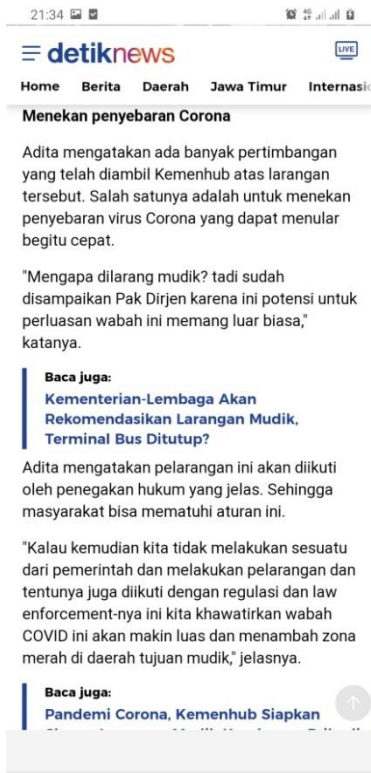 21:34
4G
detiknews
LIVE
Home Berita Daerah Jawa Timur
Menekan penyebaran Corona
Adita mengatakan ada banyak pertimbangan
yang telah diambil Kemenhub atas larangan
tersebut. Salah satunya adalah untuk menekan
penyebaran virus Corona yang dapat menular
begitu cepat.
"Mengapa dilarang mudik? tadi sudah
disampaikan Pak Dirjen karena ini potensi untuk
perluasan wabah ini memang luar biasa,"
katanya.
Baca juga:
Kementerian-Lembaga Akan
Rekomendasikan Larangan Mudik,
Terminal Bus Ditutup?
Adita mengatakan pelarangan ini akan diikuti
oleh penegakan hukum yang jelas. Sehingga
masyarakat bisa mematuhi aturan ini.
"Kalau kemudian kita tidak melakukan sesuatu
dari pemerintah dan melakukan pelarangan dan
tentunya juga diikuti dengan regulasi dan law
enforcement-nya ini kita khawatirkan wabah
COVID ini akan makin luas dan menambah zona
merah di daerah tujuan mudik," jelasnya.
Baca juga:
Pandemi Corona, Kemenhub Siapkan